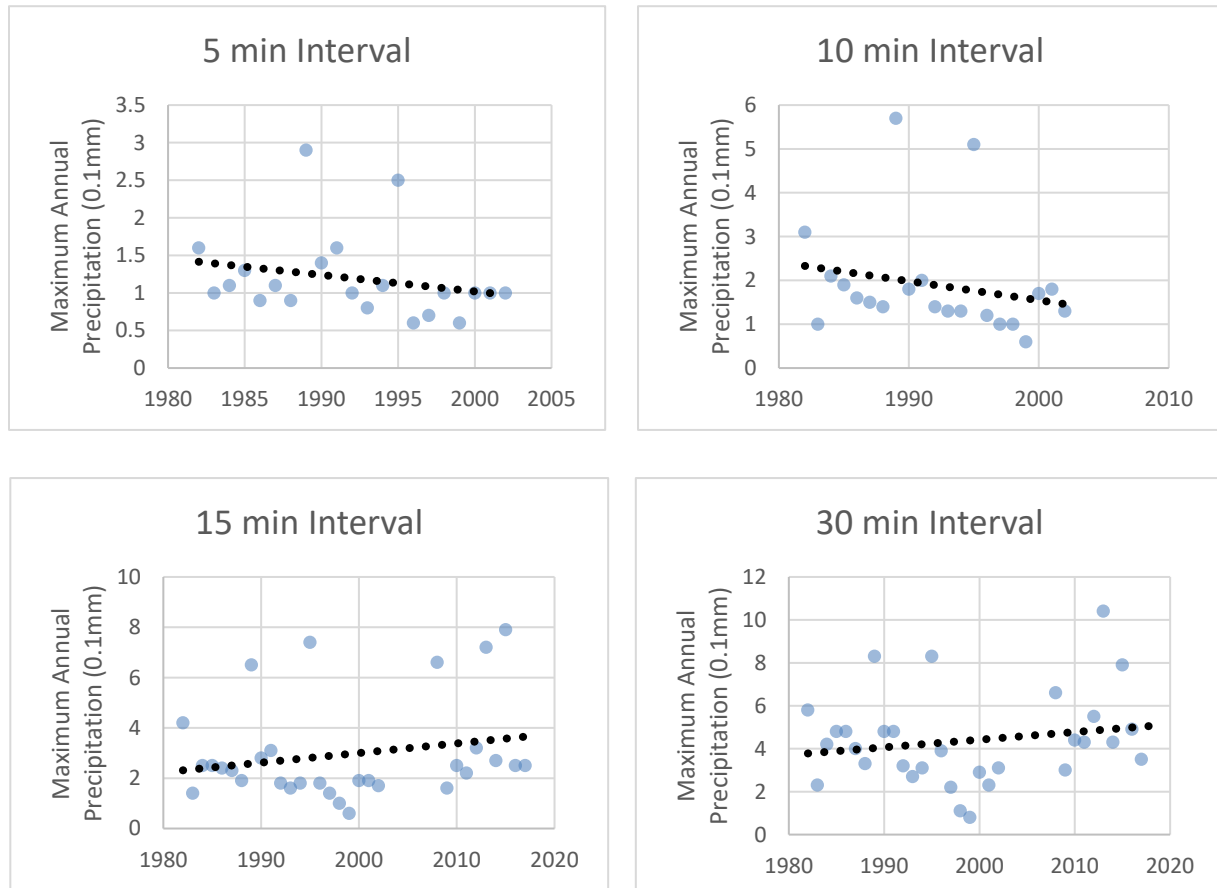 5 min Interval
Maximum Annual
Precipitation (0.1mm)
3.5
3
2.5
2
1.5
1
0.5
0
1980 1985 1990 1995 2000 2005
10 min Interval
Maximum Annual
Precipitation (0.1mm)
6
5
4
3
2
1
0
1980 1990 2000 2010
15 min Interval
Maximum Annual
Precipitation (0.1mm)
10
8
6
4
2
0
1980 1990 2000 2010 2020
30 min Interval
Maximum Annual
Precipitation (0.1mm)
12
10
8
6
4
2
0
1980 1990 2000 2010 2020